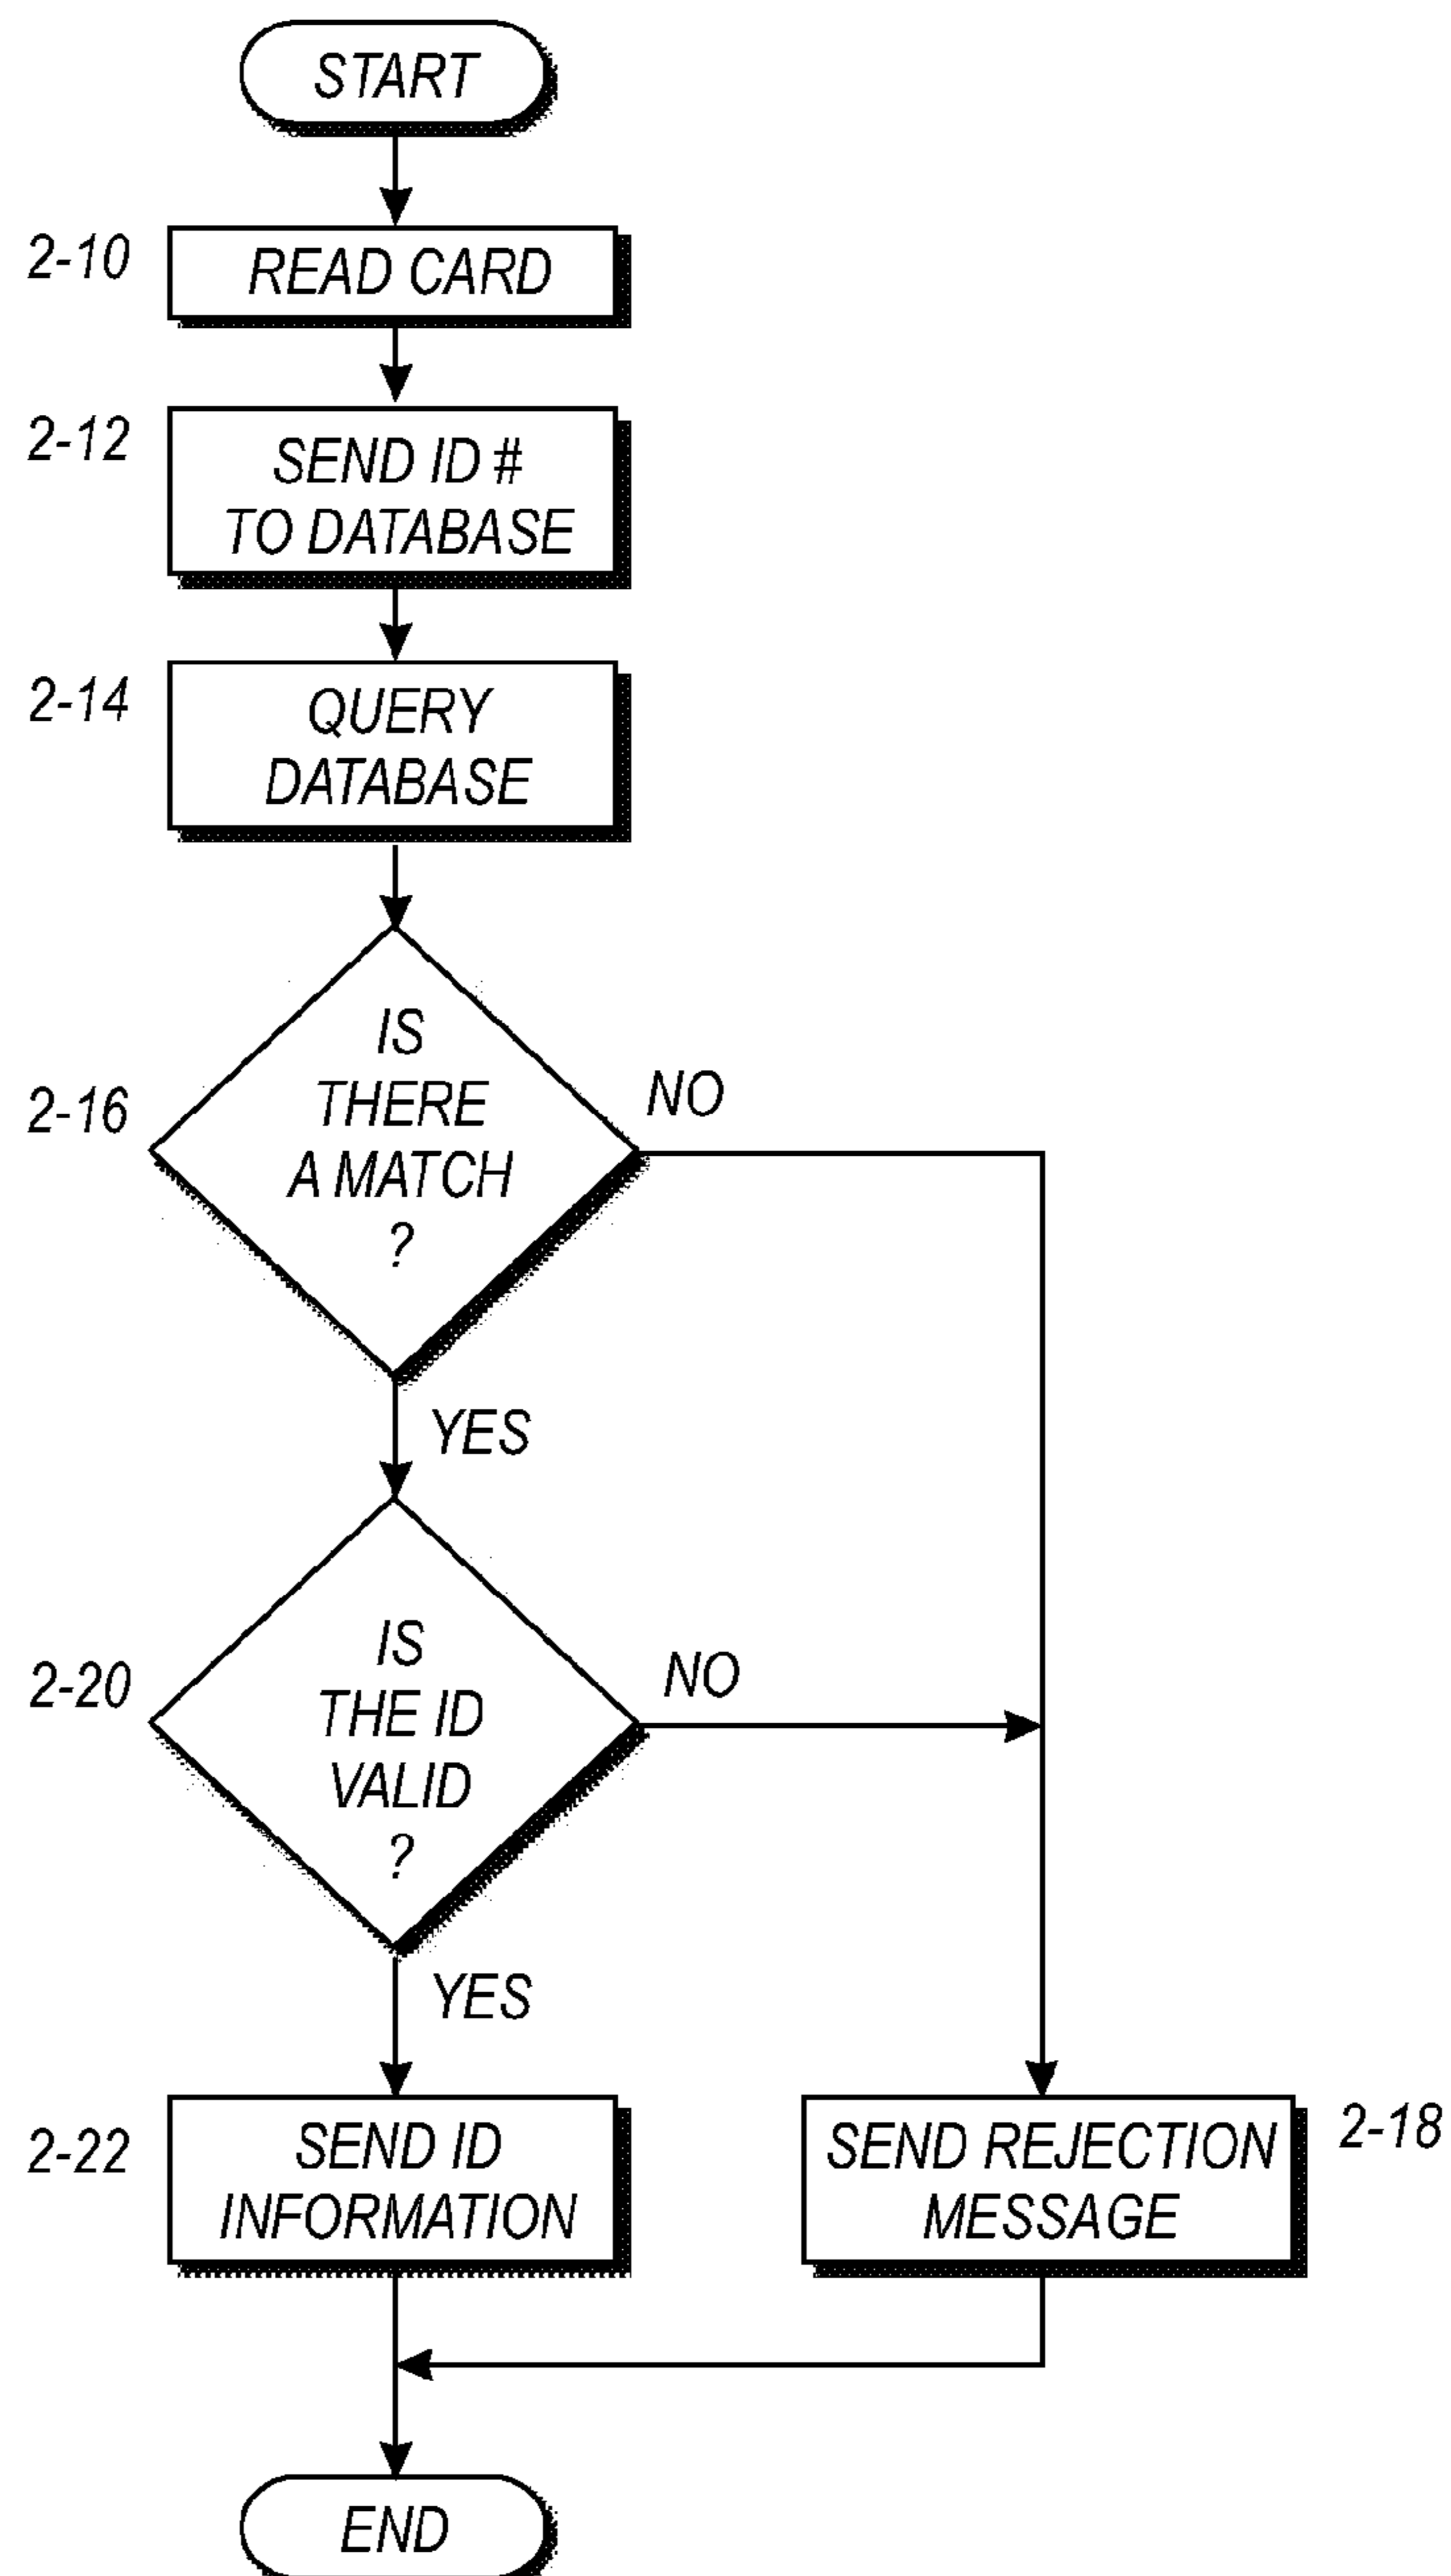 START
2-10
READ CARD
2-12
SEND ID #
TO DATABASE
2-14
QUERY
DATABASE
2-16
IS
THERE
A MATCH
?
NO
YES
2-20
IS
THE ID
VALID
?
NO
YES
2-22
SEND ID
INFORMATION
SEND REJECTION
MESSAGE
2-18
END